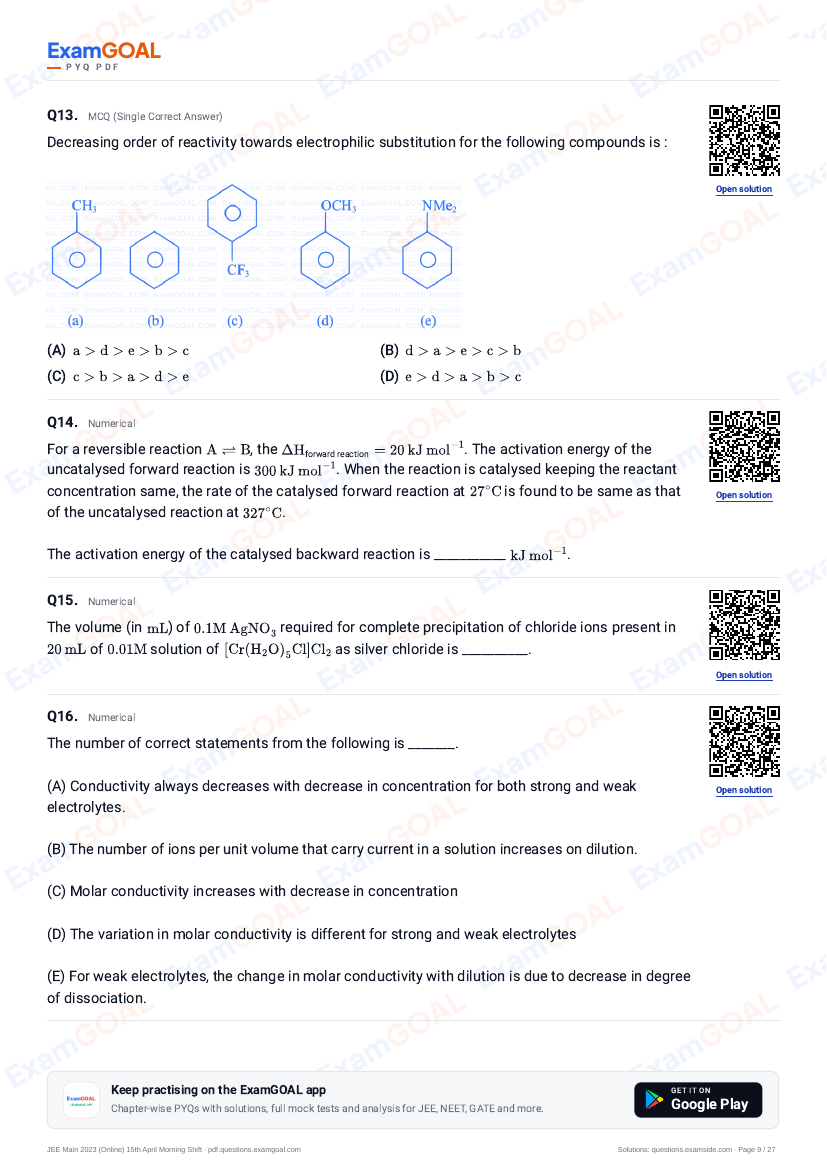 ExamGOAL
PYQ PDF
Q13. MCQ (Single Correct Answer)
Decreasing order of reactivity towards electrophilic substitution for the following compounds is :
Open solution
CH₃
OCH₃
NMe₂
CF₃
(a) (b) (c) (d) (e)
(A) a > d > e > b > c
(B) d > a > e > c > b
(C) c > b > a > d > e
(D) e > d > a > b > c
Q14. Numerical
For a reversible reaction A ⇌ B, the ΔH_forward reaction = 20 kJ mol⁻¹. The activation energy of the
uncatalysed forward reaction is 300 kJ mol⁻¹. When the reaction is catalysed keeping the reactant
concentration same, the rate of the catalysed forward reaction at 27°C is found to be same as that
of the uncatalysed reaction at 327°C.
Open solution
The activation energy of the catalysed backward reaction is ___________ kJ mol⁻¹.
Q15. Numerical
The volume (in mL) of 0.1M AgNO₃ required for complete precipitation of chloride ions present in
20 mL of 0.01M solution of [Cr(H₂O)₅Cl]Cl₂ as silver chloride is __________.
Open solution
Q16. Numerical
The number of correct statements from the following is _______.
(A) Conductivity always decreases with decrease in concentration for both strong and weak
electrolytes.
Open solution
(B) The number of ions per unit volume that carry current in a solution increases on dilution.
(C) Molar conductivity increases with decrease in concentration
(D) The variation in molar conductivity is different for strong and weak electrolytes
(E) For weak electrolytes, the change in molar conductivity with dilution is due to decrease in degree
of dissociation.
ExamGOAL
Keep practising on the ExamGOAL app
Chapter-wise PYQs with solutions, full mock tests and analysis for JEE, NEET, GATE and more.
GET IT ON
Google Play
JEE Main 2023 (Online) 15th April Morning Shift · pdf.questions.examgoal.com
Solutions: questions.examside.com · Page 9 / 27